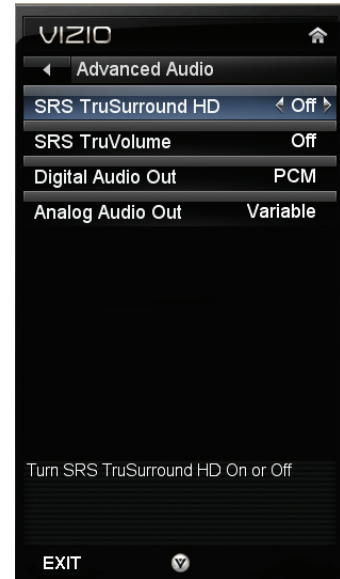 VIZIO
Advanced Audio
SRS TruSurround HD Off
SRS TruVolume Off
Digital Audio Out PCM
Analog Audio Out Variable
Turn SRS TruSurround HD On or Off
EXIT V